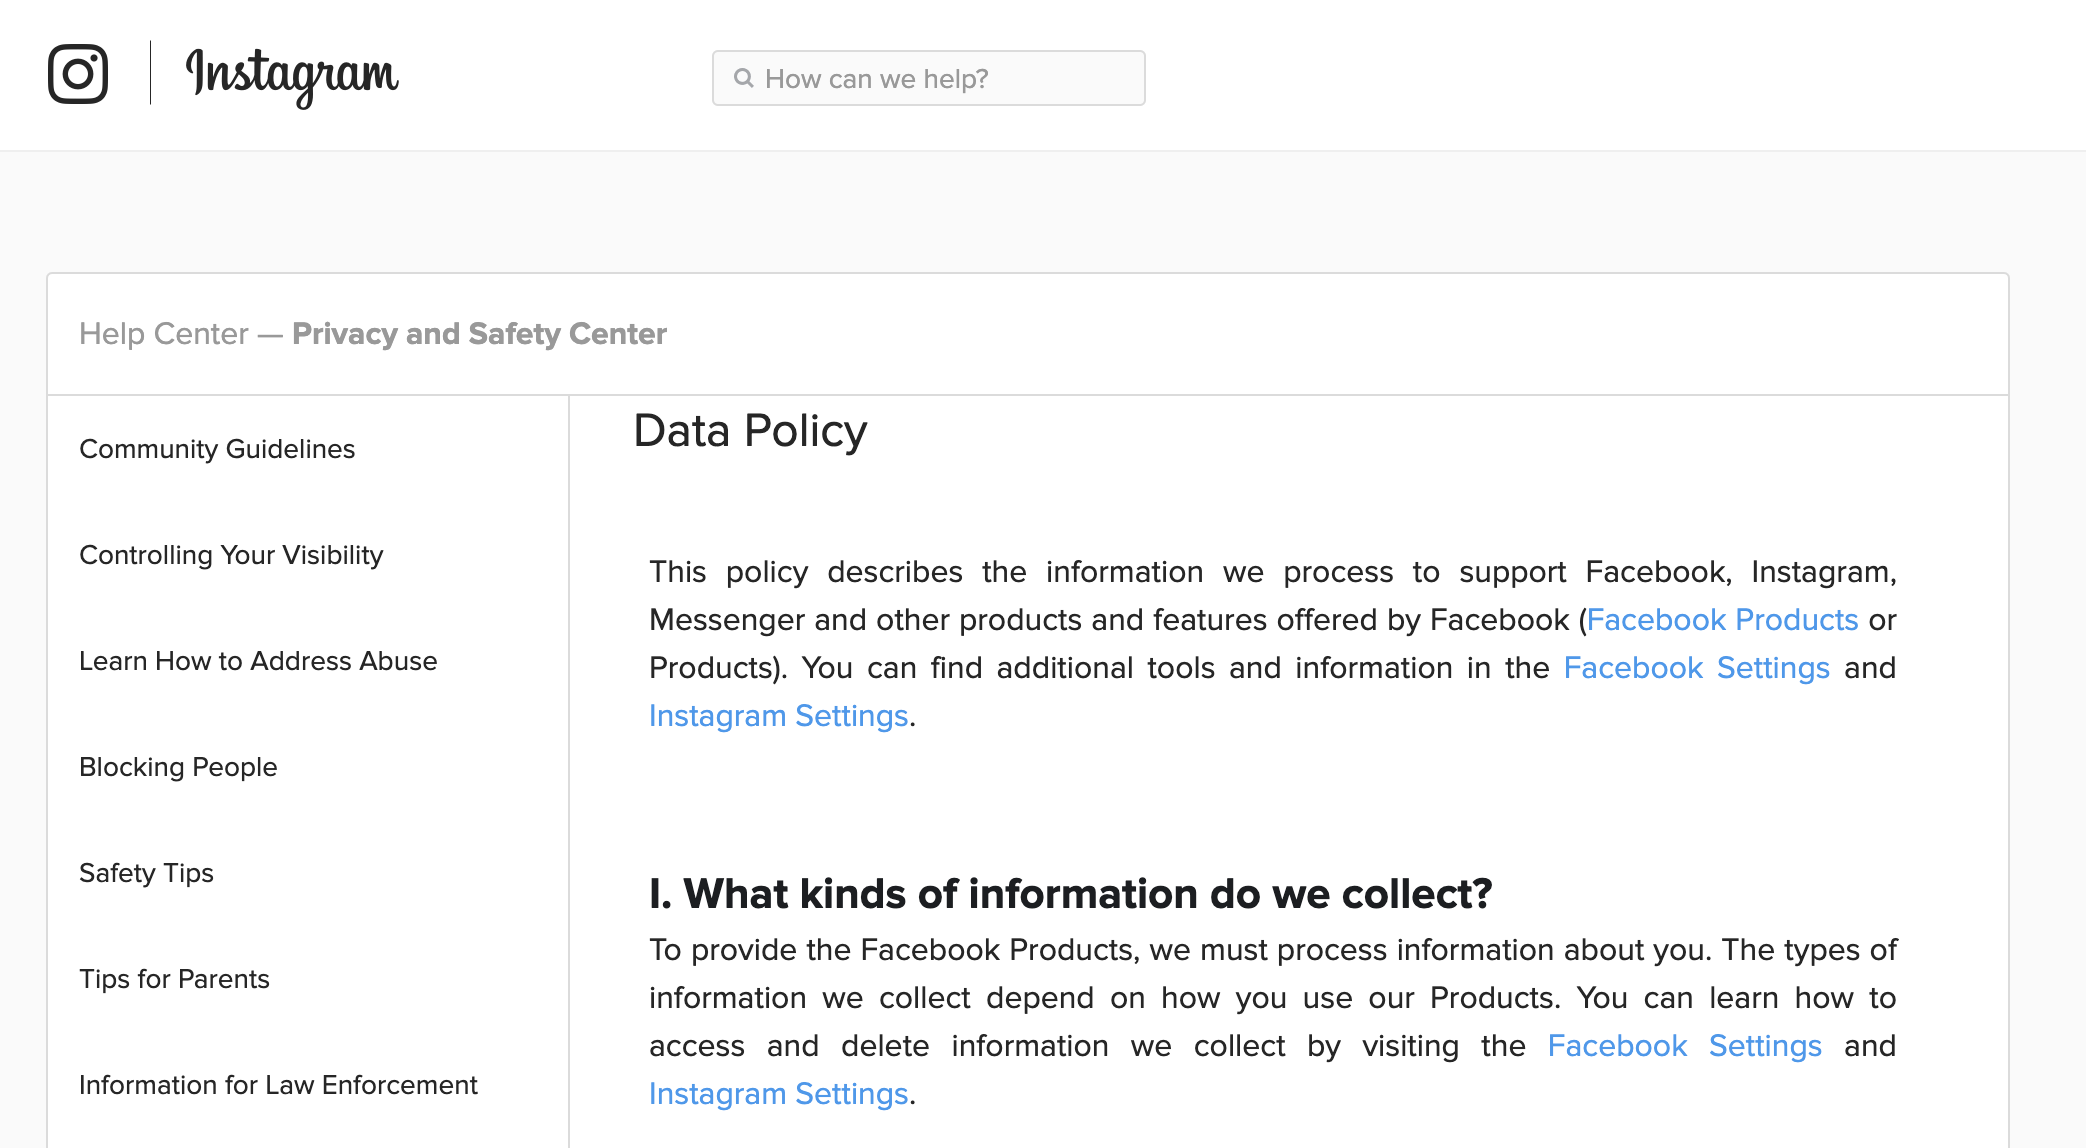 Instagram
How can we help?
Help Center — Privacy and Safety Center
Community Guidelines
Controlling Your Visibility
Learn How to Address Abuse
Blocking People
Safety Tips
Tips for Parents
Information for Law Enforcement
Data Policy
This policy describes the information we process to support Facebook, Instagram,
Messenger and other products and features offered by Facebook (Facebook Products or
Products). You can find additional tools and information in the Facebook Settings and
Instagram Settings.
I. What kinds of information do we collect?
To provide the Facebook Products, we must process information about you. The types of
information we collect depend on how you use our Products. You can learn how to
access and delete information we collect by visiting the Facebook Settings and
Instagram Settings.